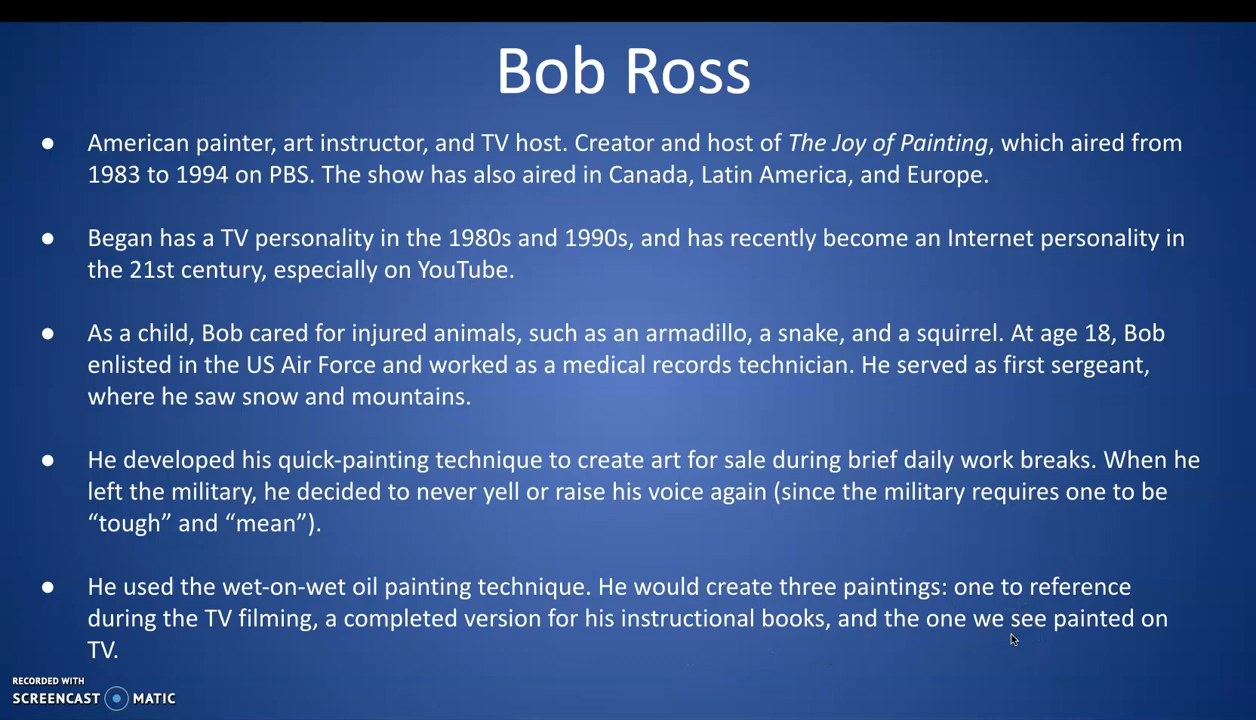 Bob Ross
● American painter, art instructor, and TV host. Creator and host of The Joy of Painting, which aired from
1983 to 1994 on PBS. The show has also aired in Canada, Latin America, and Europe.
● Began has a TV personality in the 1980s and 1990s, and has recently become an Internet personality in
the 21st century, especially on YouTube.
● As a child, Bob cared for injured animals, such as an armadillo, a snake, and a squirrel. At age 18, Bob
enlisted in the US Air Force and worked as a medical records technician. He served as first sergeant,
where he saw snow and mountains.
● He developed his quick-painting technique to create art for sale during brief daily work breaks. When he
left the military, he decided to never yell or raise his voice again (since the military requires one to be
“tough” and “mean”).
● He used the wet-on-wet oil painting technique. He would create three paintings: one to reference
during the TV filming, a completed version for his instructional books, and the one we see painted on
TV.
RECORDED WITH
SCREENCAST MATIC